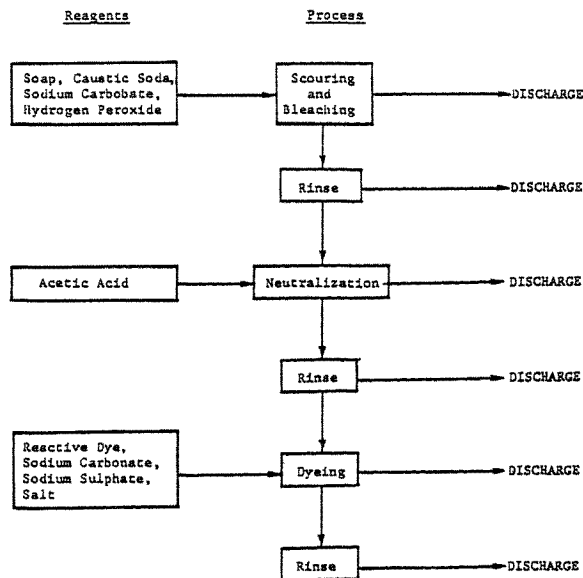 Reagents
Process
Soap, Caustic Soda,
Sodium Carbobate,
Hydrogen Peroxide
Scouring
and
Bleaching
DISCHARGE
Rinse
DISCHARGE
Acetic Acid
Neutralization
DISCHARGE
Rinse
DISCHARGE
Reactive Dye,
Sodium Carbonate,
Sodium Sulphate,
Salt
Dyeing
DISCHARGE
Rinse
DISCHARGE